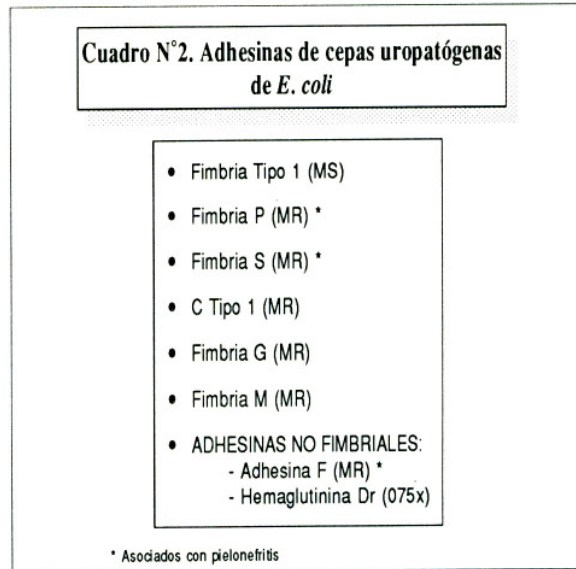 Cuadro N°2. Adhesinas de cepas uropatógenas
de E. coli
• Fimbria Tipo 1 (MS)
• Fimbria P (MR) *
• Fimbria S (MR) *
• C Tipo 1 (MR)
• Fimbria G (MR)
• Fimbria M (MR)
• ADHESINAS NO FIMBRIALES:
- Adhesina F (MR) *
- Hemaglutinina Dr (075x)
* Asociados con pielonefritis